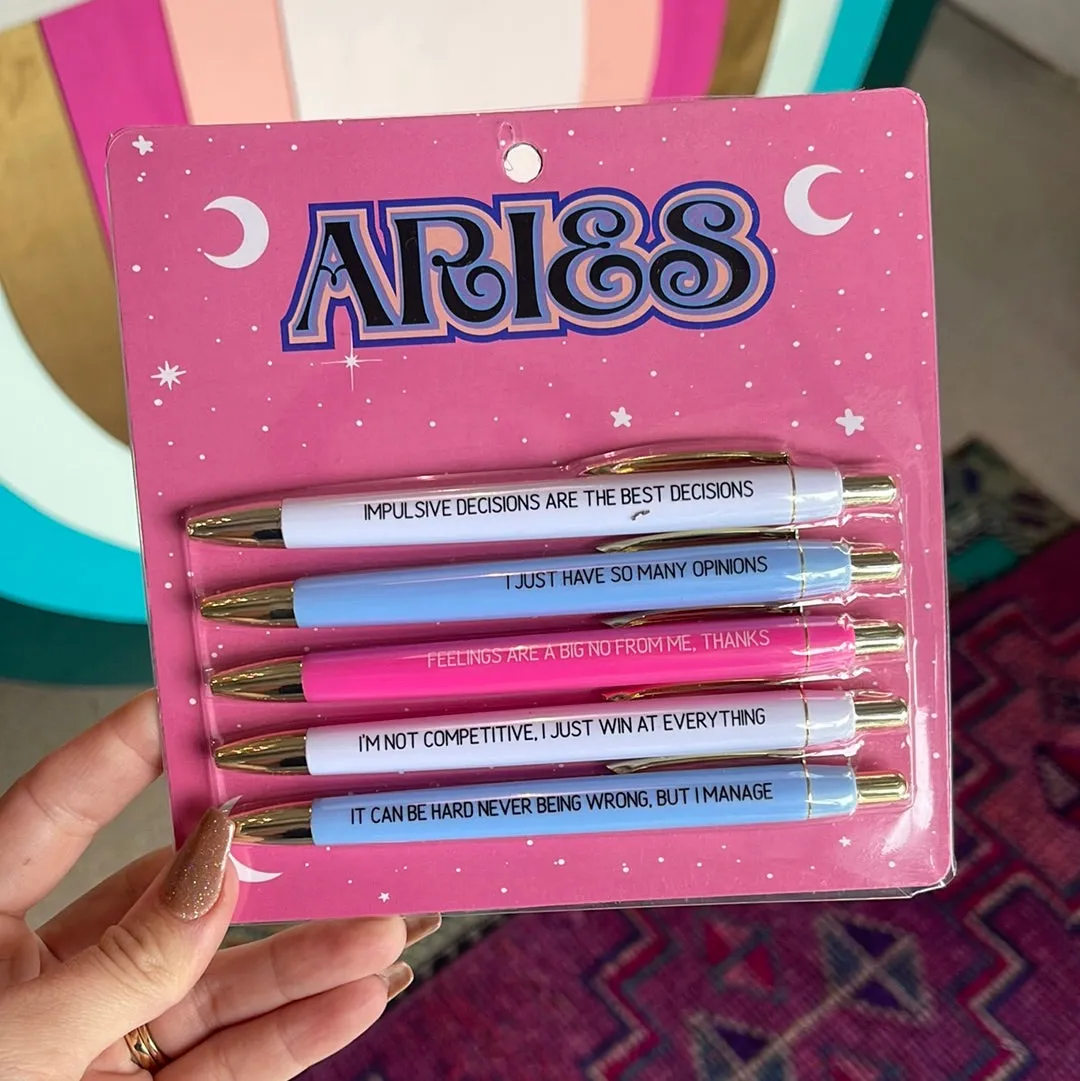 ARIES
IMPULSIVE DECISIONS ARE THE BEST DECISIONS
I JUST HAVE SO MANY OPINIONS
FEELINGS ARE A BIG NO FROM ME, THANKS
I'M NOT COMPETITIVE, I JUST WIN AT EVERYTHING
IT CAN BE HARD NEVER BEING WRONG, BUT I MANAGE